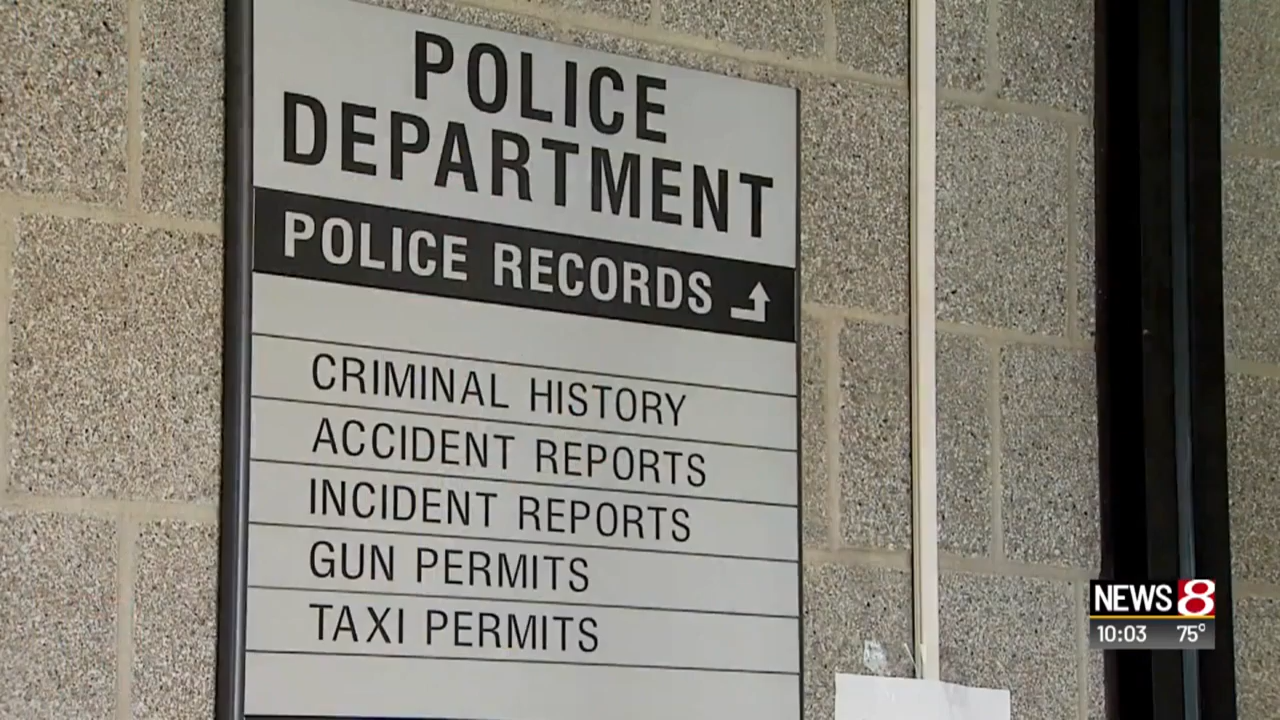 POLICE
DEPARTMENT
POLICE RECORDS
CRIMINAL HISTORY
ACCIDENT REPORTS
INCIDENT REPORTS
GUN PERMITS
TAXI PERMITS
NEWS 8
10:03 75°